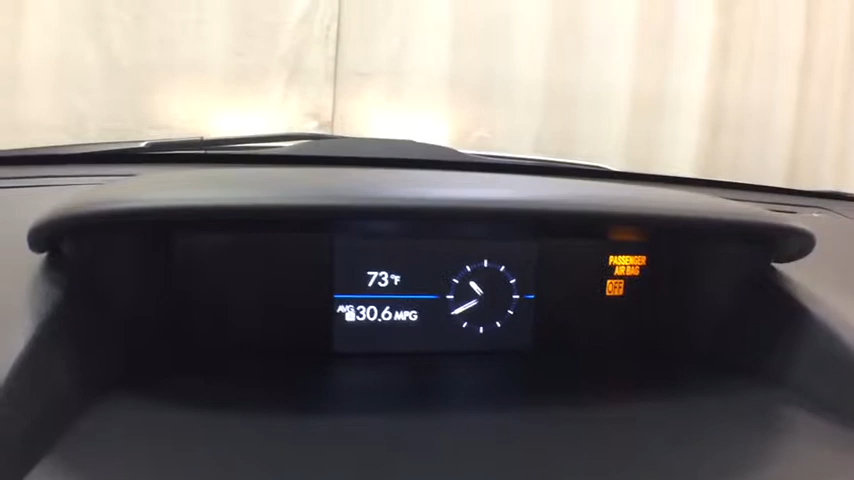 73°F
AVG
30.6 MPG
PASSENGER
AIR BAG
OFF